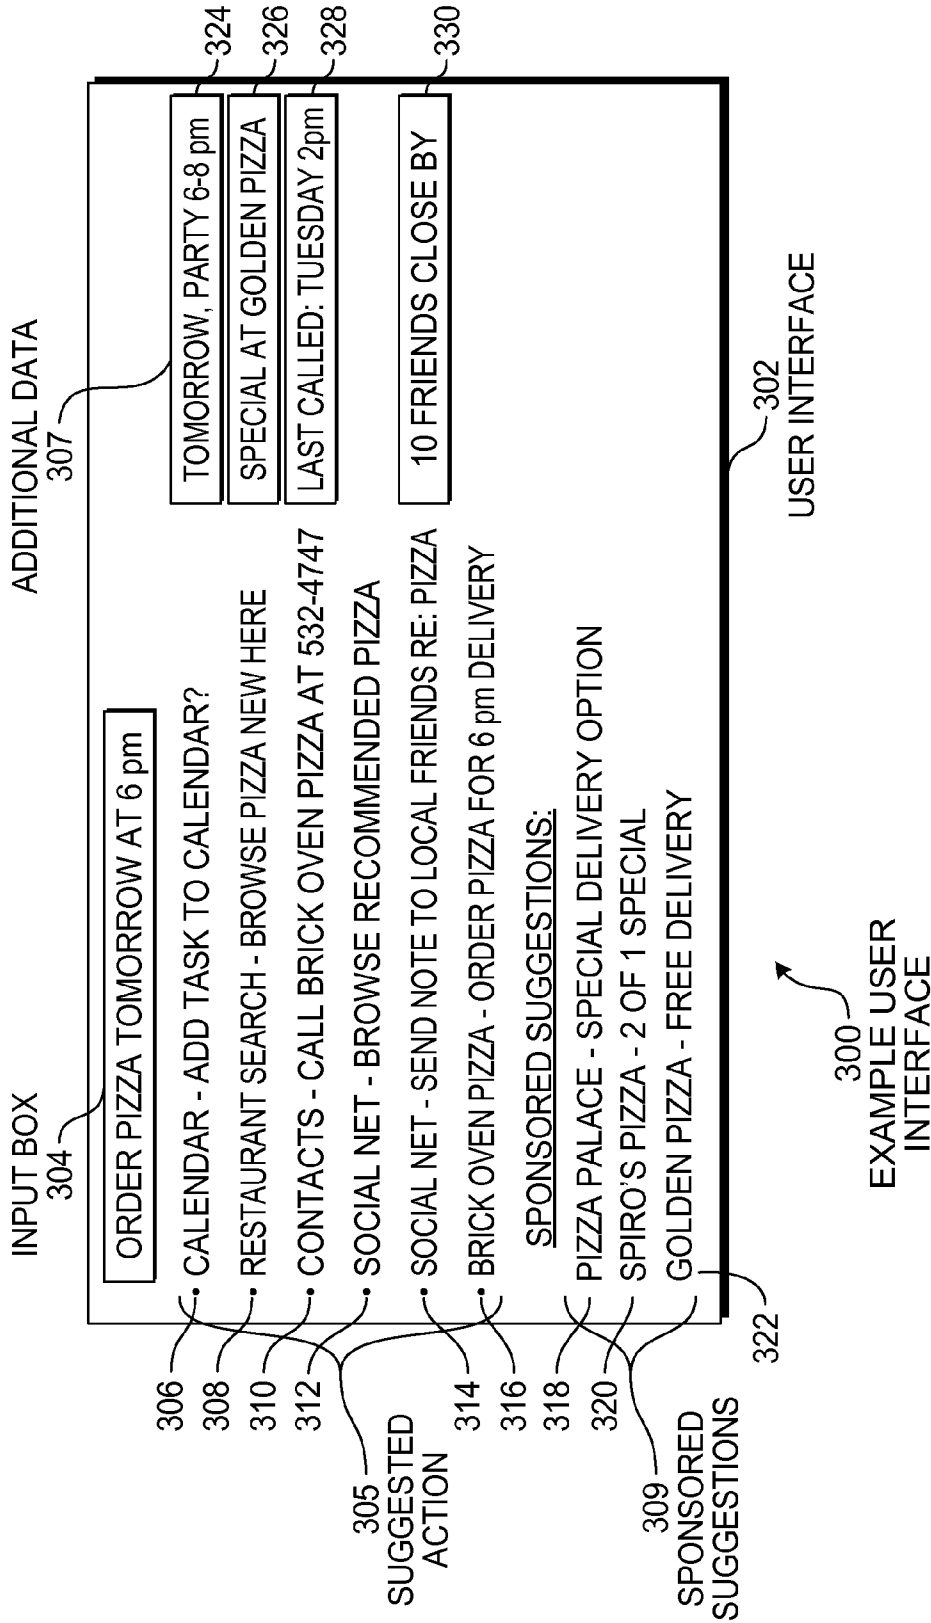 INPUT BOX
304
ADDITIONAL DATA
307
ORDER PIZZA TOMORROW AT 6 pm
306
• CALENDAR - ADD TASK TO CALENDAR?
TOMORROW, PARTY 6-8 pm
324
308
• RESTAURANT SEARCH - BROWSE PIZZA NEW HERE
SPECIAL AT GOLDEN PIZZA
326
310
• CONTACTS - CALL BRICK OVEN PIZZA AT 532-4747
LAST CALLED: TUESDAY 2pm
328
312
• SOCIAL NET - BROWSE RECOMMENDED PIZZA
305
SUGGESTED
ACTION
314
• SOCIAL NET - SEND NOTE TO LOCAL FRIENDS RE: PIZZA
10 FRIENDS CLOSE BY
330
316
• BRICK OVEN PIZZA - ORDER PIZZA FOR 6 pm DELIVERY
SPONSORED SUGGESTIONS:
318
PIZZA PALACE - SPECIAL DELIVERY OPTION
320
SPIRO'S PIZZA - 2 OF 1 SPECIAL
GOLDEN PIZZA - FREE DELIVERY
322
309
SPONSORED
SUGGESTIONS
302
USER INTERFACE
300
EXAMPLE USER
INTERFACE